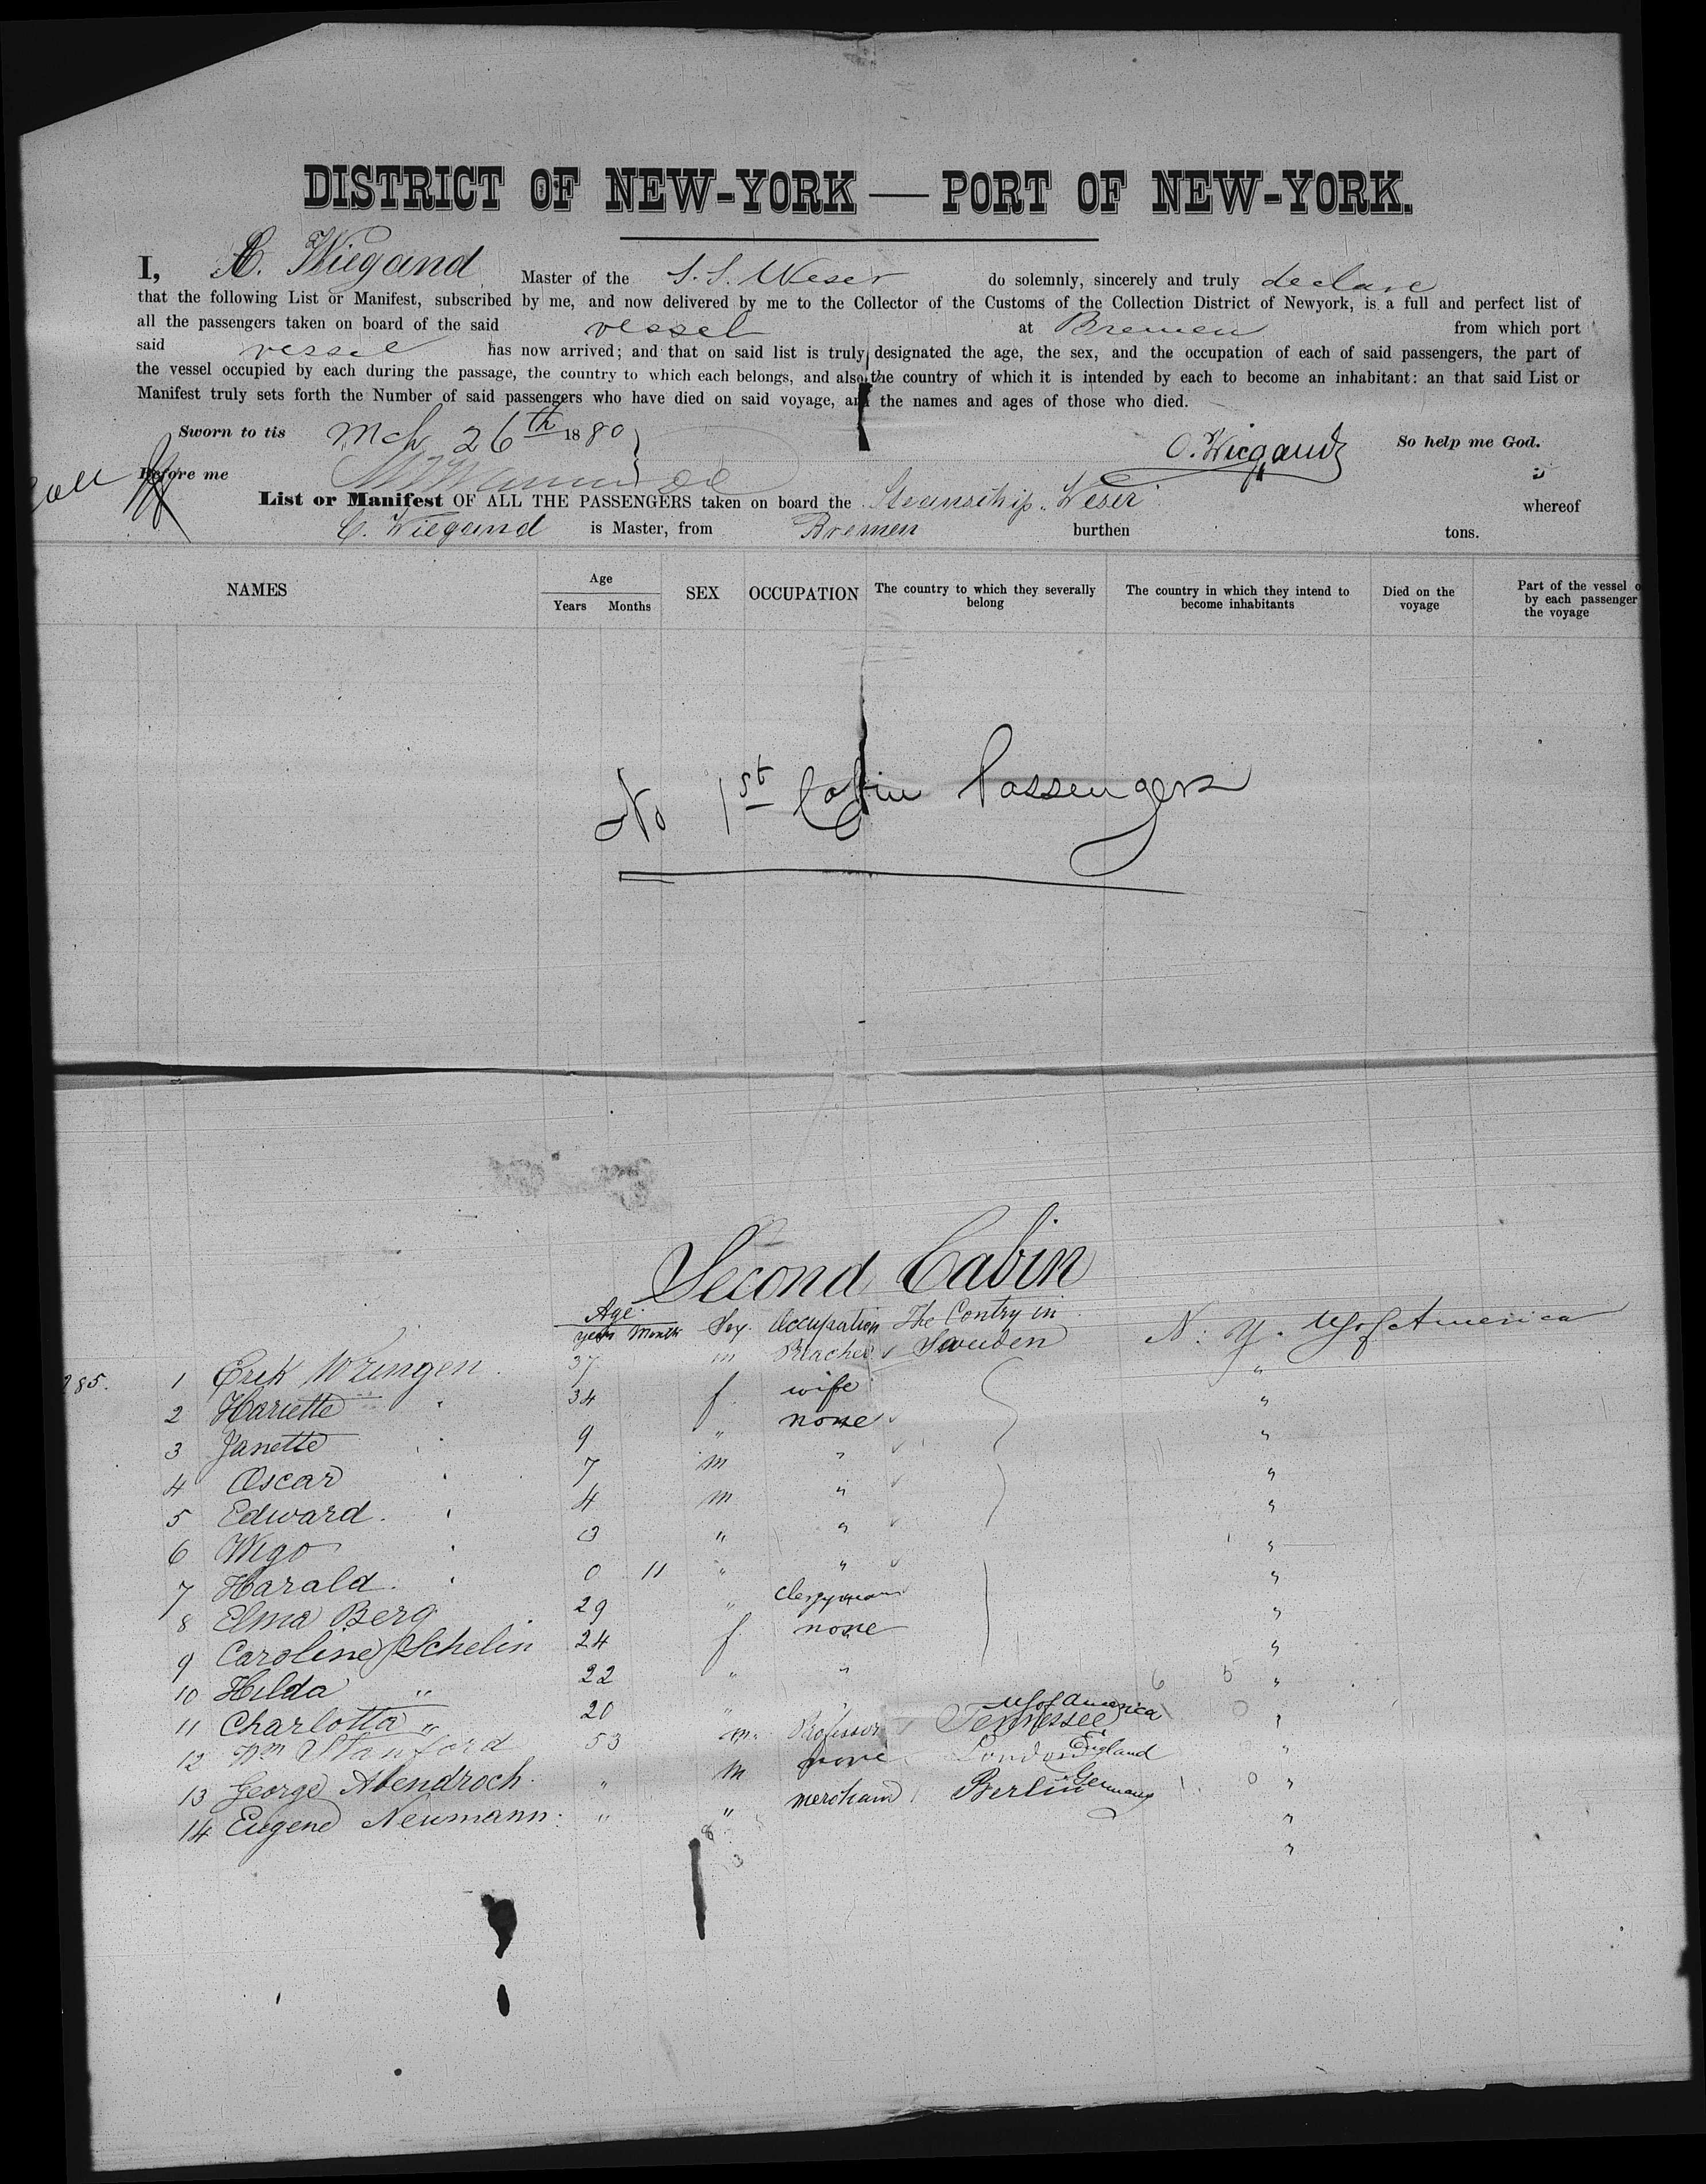 DISTRICT OF NEW-YORK — PORT OF NEW-YORK.
I, C. Wiegand Master of the S. S. Weser do solemnly, sincerely and truly declare
that the following List or Manifest, subscribed by me, and now delivered by me to the Collector of the Customs of the Collection District of Newyork, is a full and perfect list of
all the passengers taken on board of the said vessel at Bremen from which port
said vessel has now arrived; and that on said list is truly designated the age, the sex, and the occupation of each of said passengers, the part of
the vessel occupied by each during the passage, the country to which each belongs, and also the country of which it is intended by each to become an inhabitant: an that said List or
Manifest truly sets forth the Number of said passengers who have died on said voyage, and the names and ages of those who died.
Sworn to tis Mch 26th 1880 C. Wiegand So help me God.
Before me
List or Manifest OF ALL THE PASSENGERS taken on board the Steamship Weser whereof
C. Wiegand is Master, from Bremen burthen tons.
NAMES Age Years Months SEX OCCUPATION The country to which they severally belong The country in which they intend to become inhabitants Died on the voyage Part of the vessel o by each passenger the voyage
No 1st Cabin Passengers
Second Cabin
Age years Month Sex. Occupation The Contry in
285. 1 Erik 37 m Sweden N. Y. US of America
2 Hariette 34 f. wife "
3 Janette 9 " none "
4 Oscar 7 m " "
5 Edward. 4 m " "
6 Wigo 3 " " "
7 Harald. 0 11 " " "
8 Elma Berg 29 " Clergyman "
9 Caroline Schelin 24 f. none "
10 Hilda " 22 " " "
11 Charlotta " 20 " " "
12 Wm Stanford 53 m. Professor US of America Tennessee "
13 George Abendroch. " m none London England "
14 Eugene Neumann. " " merchand Berlin Germany "